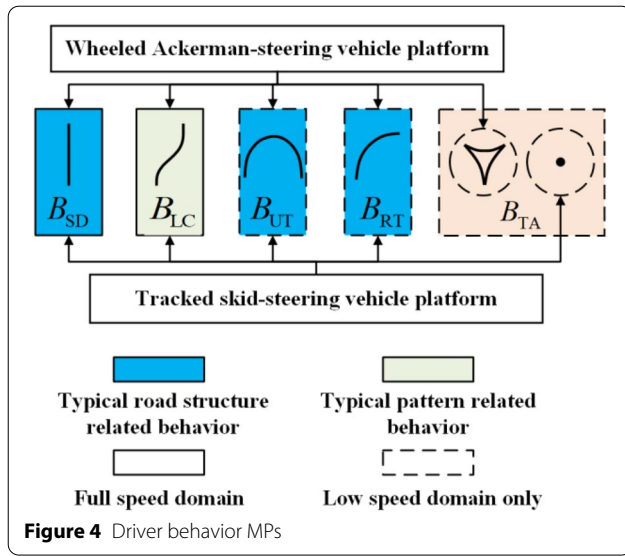 Wheeled Ackerman-steering vehicle platform
B_SD B_LC B_UT B_RT B_TA
Tracked skid-steering vehicle platform
Typical road structure related behavior
Typical pattern related behavior
Full speed domain Low speed domain only
Figure 4 Driver behavior MPs